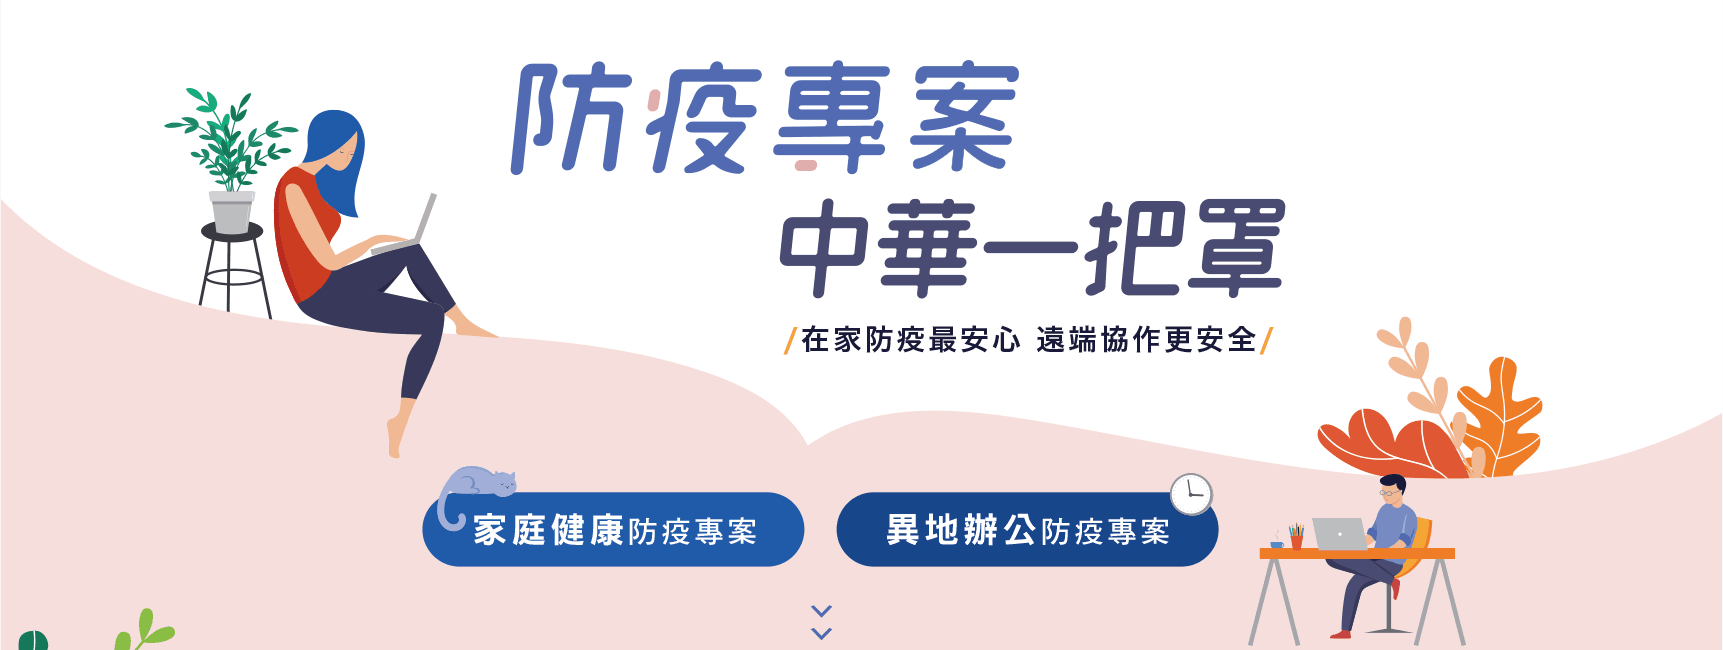 防疫專案
中華一把罩
/在家防疫最安心 遠端協作更安全/
家庭健康防疫專案
異地辦公防疫專案